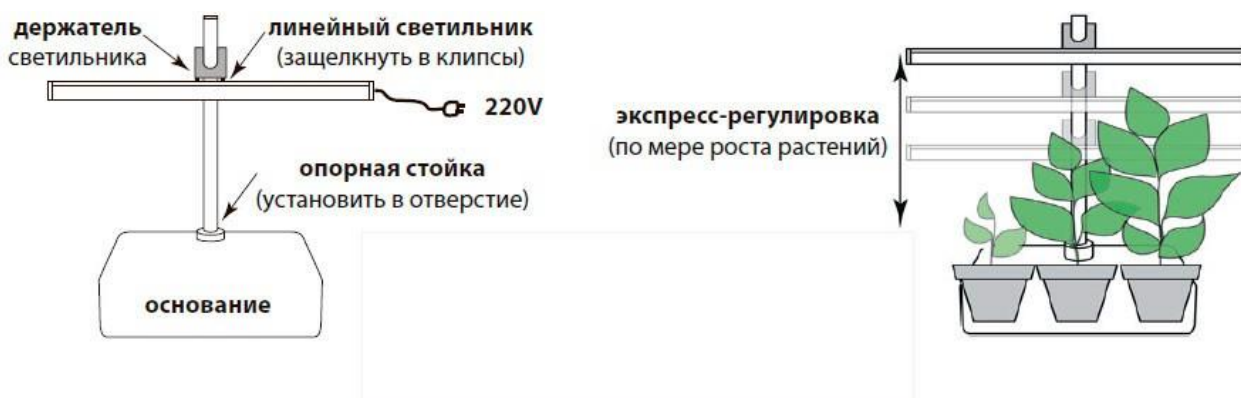 держатель
светильника
линейный светильник
(защелкнуть в клипсы)
220V
опорная стойка
(установить в отверстие)
основание
экспресс-регулировка
(по мере роста растений)